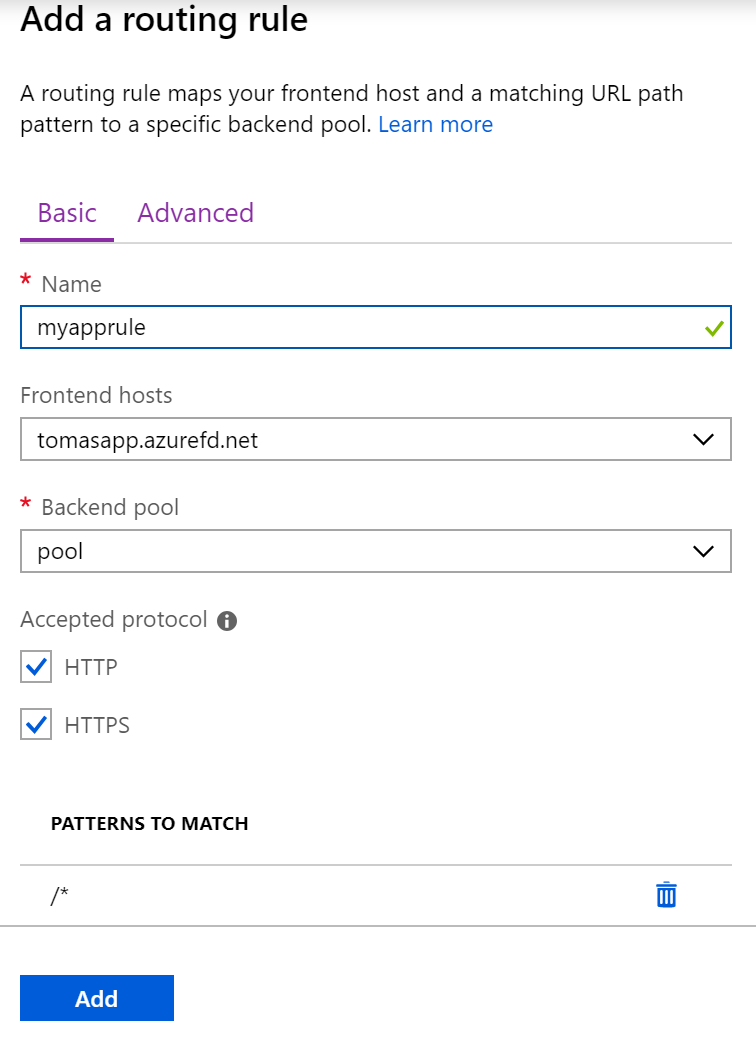 Add a routing rule
A routing rule maps your frontend host and a matching URL path
pattern to a specific backend pool. Learn more
Basic Advanced
* Name
myapprule
Frontend hosts
tomasapp.azurefd.net
* Backend pool
pool
Accepted protocol
HTTP
HTTPS
PATTERNS TO MATCH
/*
Add